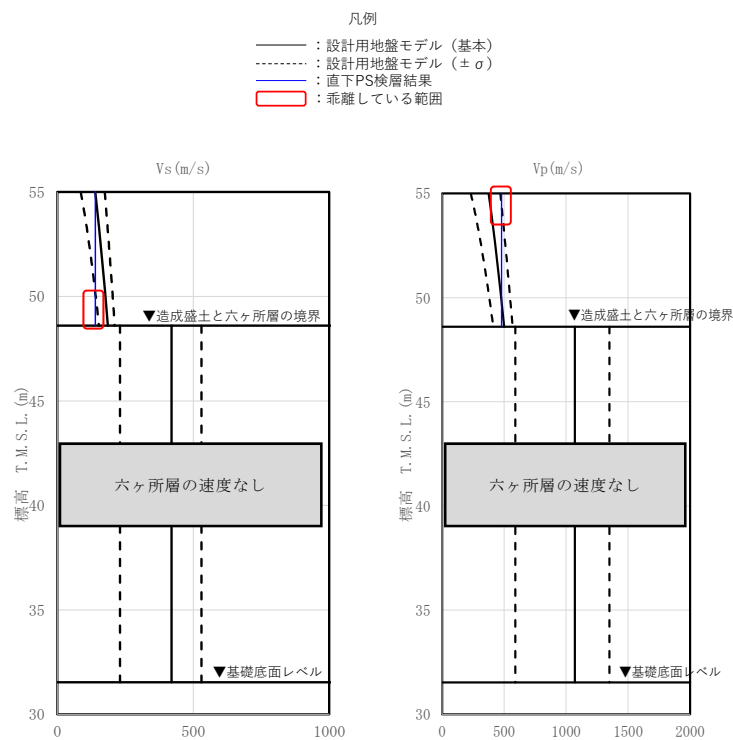 凡例
：設計用地盤モデル（基本）
：設計用地盤モデル（±σ）
：直下PS検層結果
：乖離している範囲
Vs(m/s)
55
50
45
40
35
30
標高 T.M.S.L.(m)
▼造成盛土と六ヶ所層の境界
六ヶ所層の速度なし
▼基礎底面レベル
0
500
1000
Vp(m/s)
55
50
45
40
35
30
標高 T.M.S.L.(m)
▼造成盛土と六ヶ所層の境界
六ヶ所層の速度なし
▼基礎底面レベル
0
500
1000
1500
2000